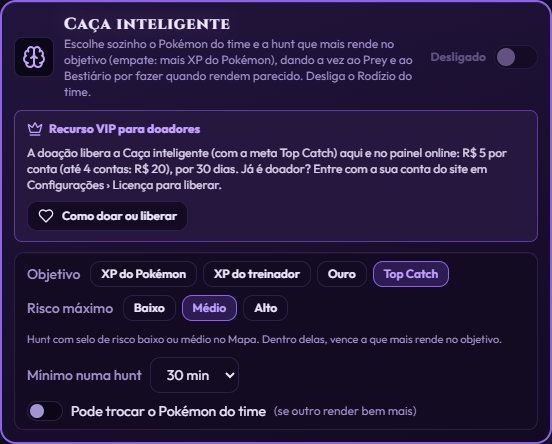 Caça inteligente
Escolhe sozinho o Pokémon do time e a hunt que mais rende no
objetivo (empate: mais XP do Pokémon), dando a vez ao Prey e ao
Bestiário por fazer quando rendem parecido. Desliga o Rodízio do
time.
Desligado
Recurso VIP para doadores
A doação libera a Caça inteligente (com a meta Top Catch) aqui e no painel online: R$ 5 por
conta (até 4 contas: R$ 20), por 30 dias. Já é doador? Entre com a sua conta do site em
Configurações › Licença para liberar.
Como doar ou liberar
Objetivo XP do Pokémon XP do treinador Ouro Top Catch
Risco máximo Baixo Médio Alto
Hunt com selo de risco baixo ou médio no Mapa. Dentro delas, vence a que mais rende no objetivo.
Mínimo numa hunt 30 min
Pode trocar o Pokémon do time (se outro render bem mais)